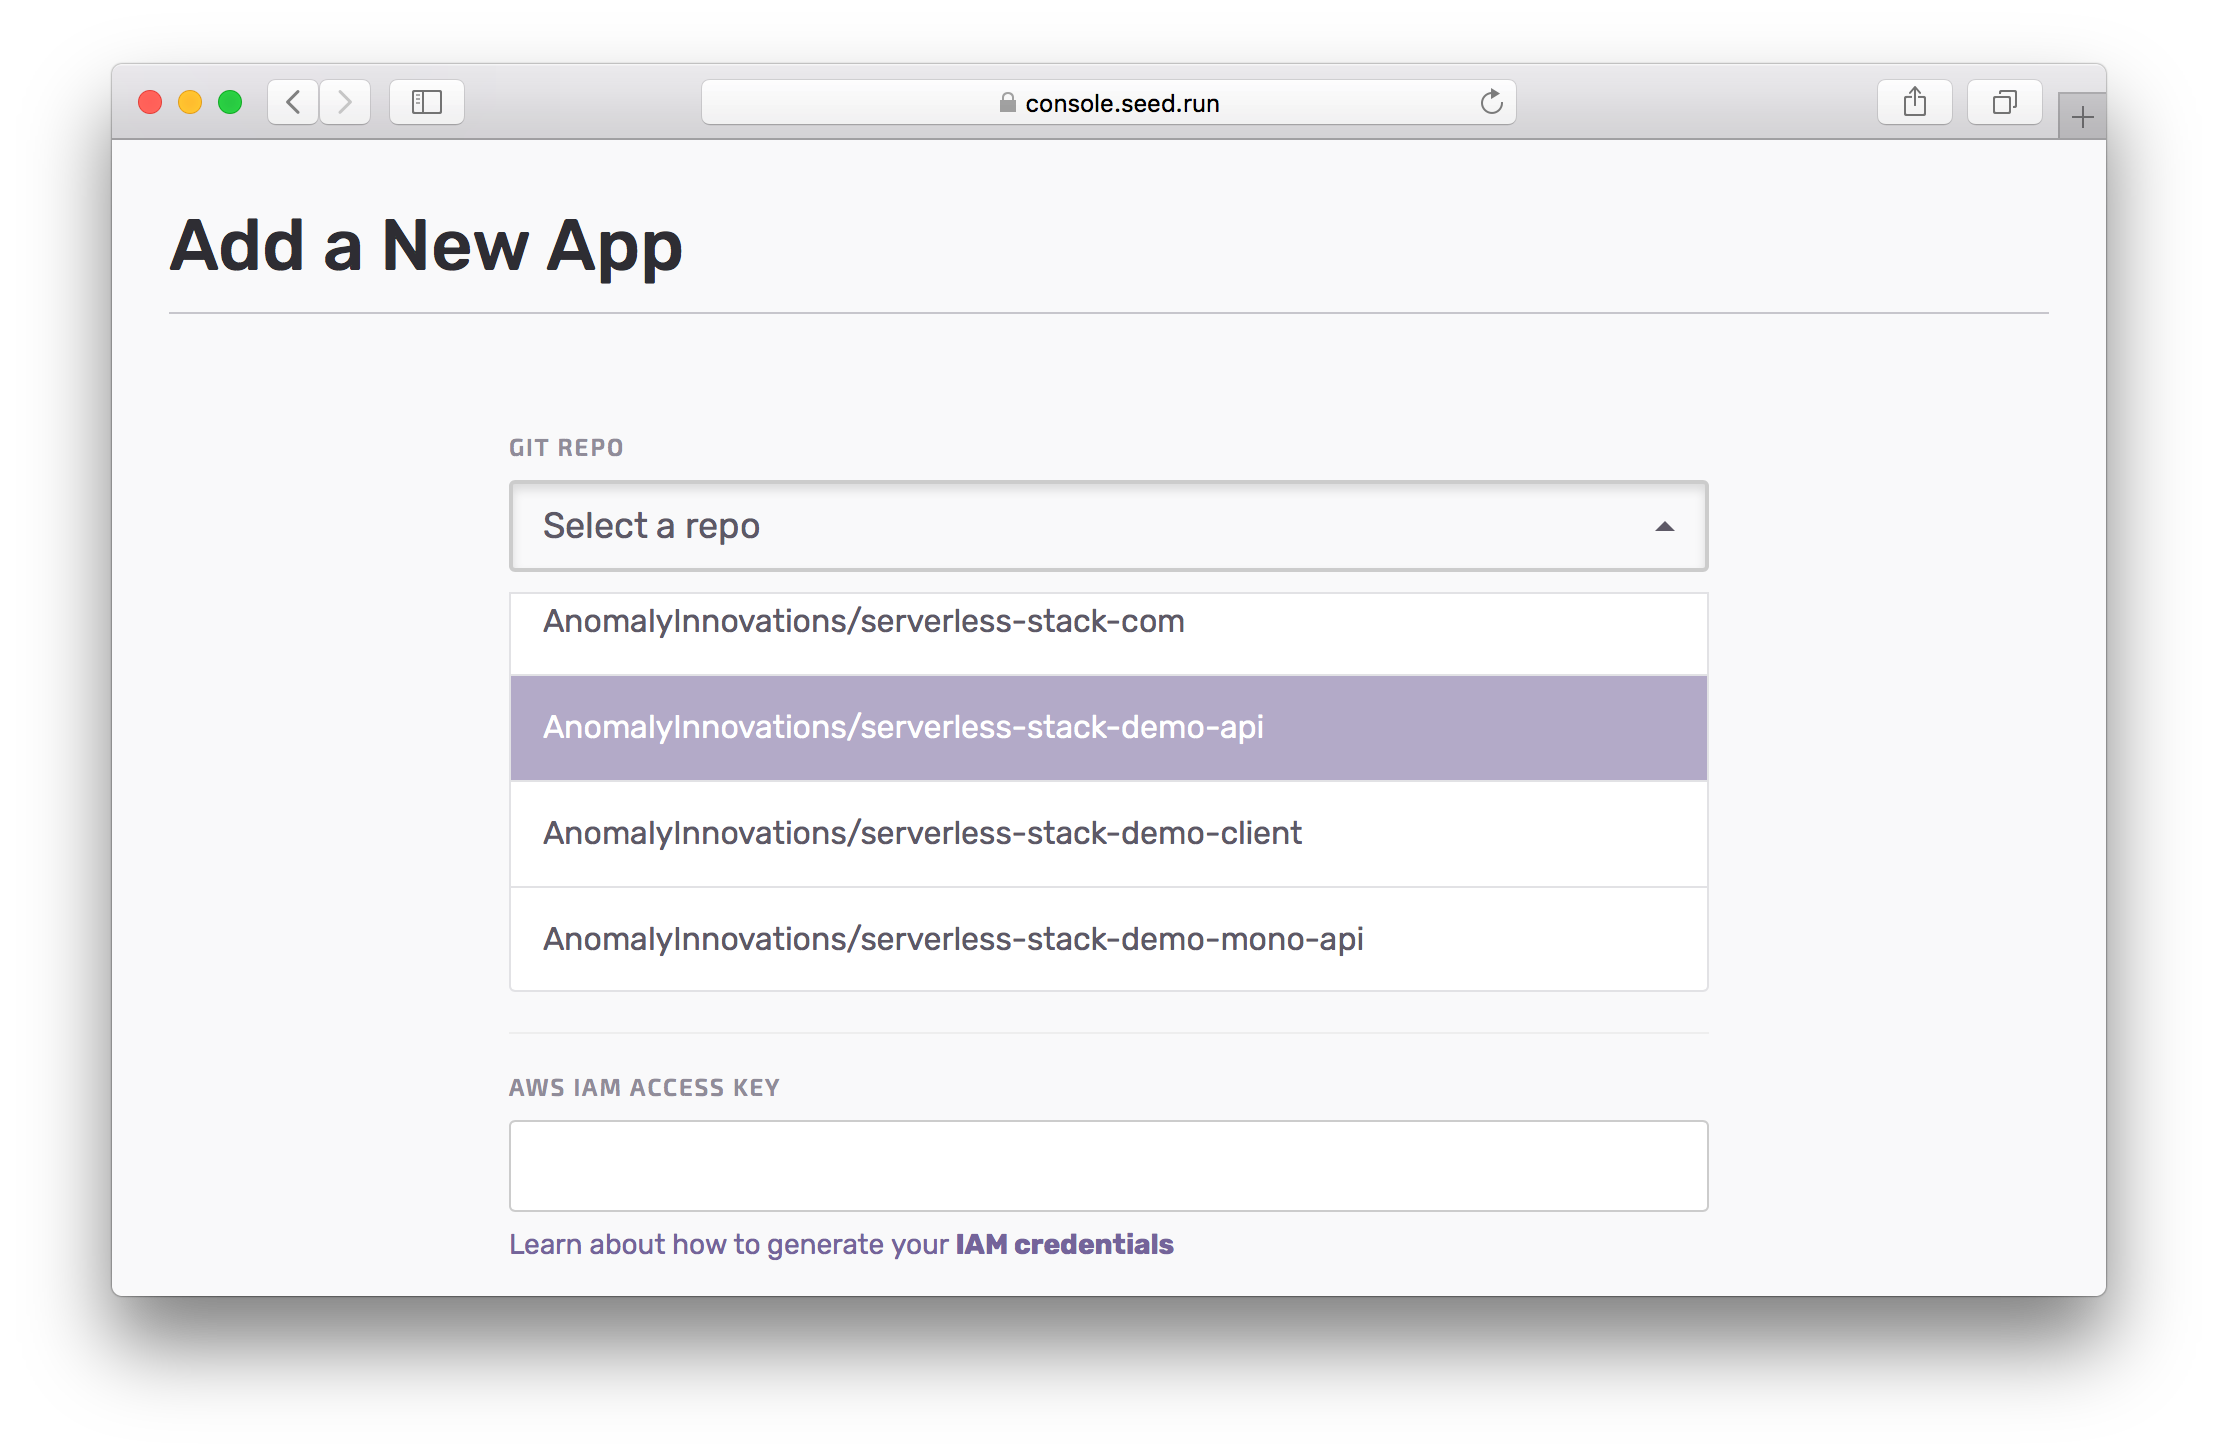 console.seed.run
Add a New App
GIT REPO
Select a repo
AnomalyInnovations/serverless-stack-com
AnomalyInnovations/serverless-stack-demo-api
AnomalyInnovations/serverless-stack-demo-client
AnomalyInnovations/serverless-stack-demo-mono-api
AWS IAM ACCESS KEY
Learn about how to generate your IAM credentials